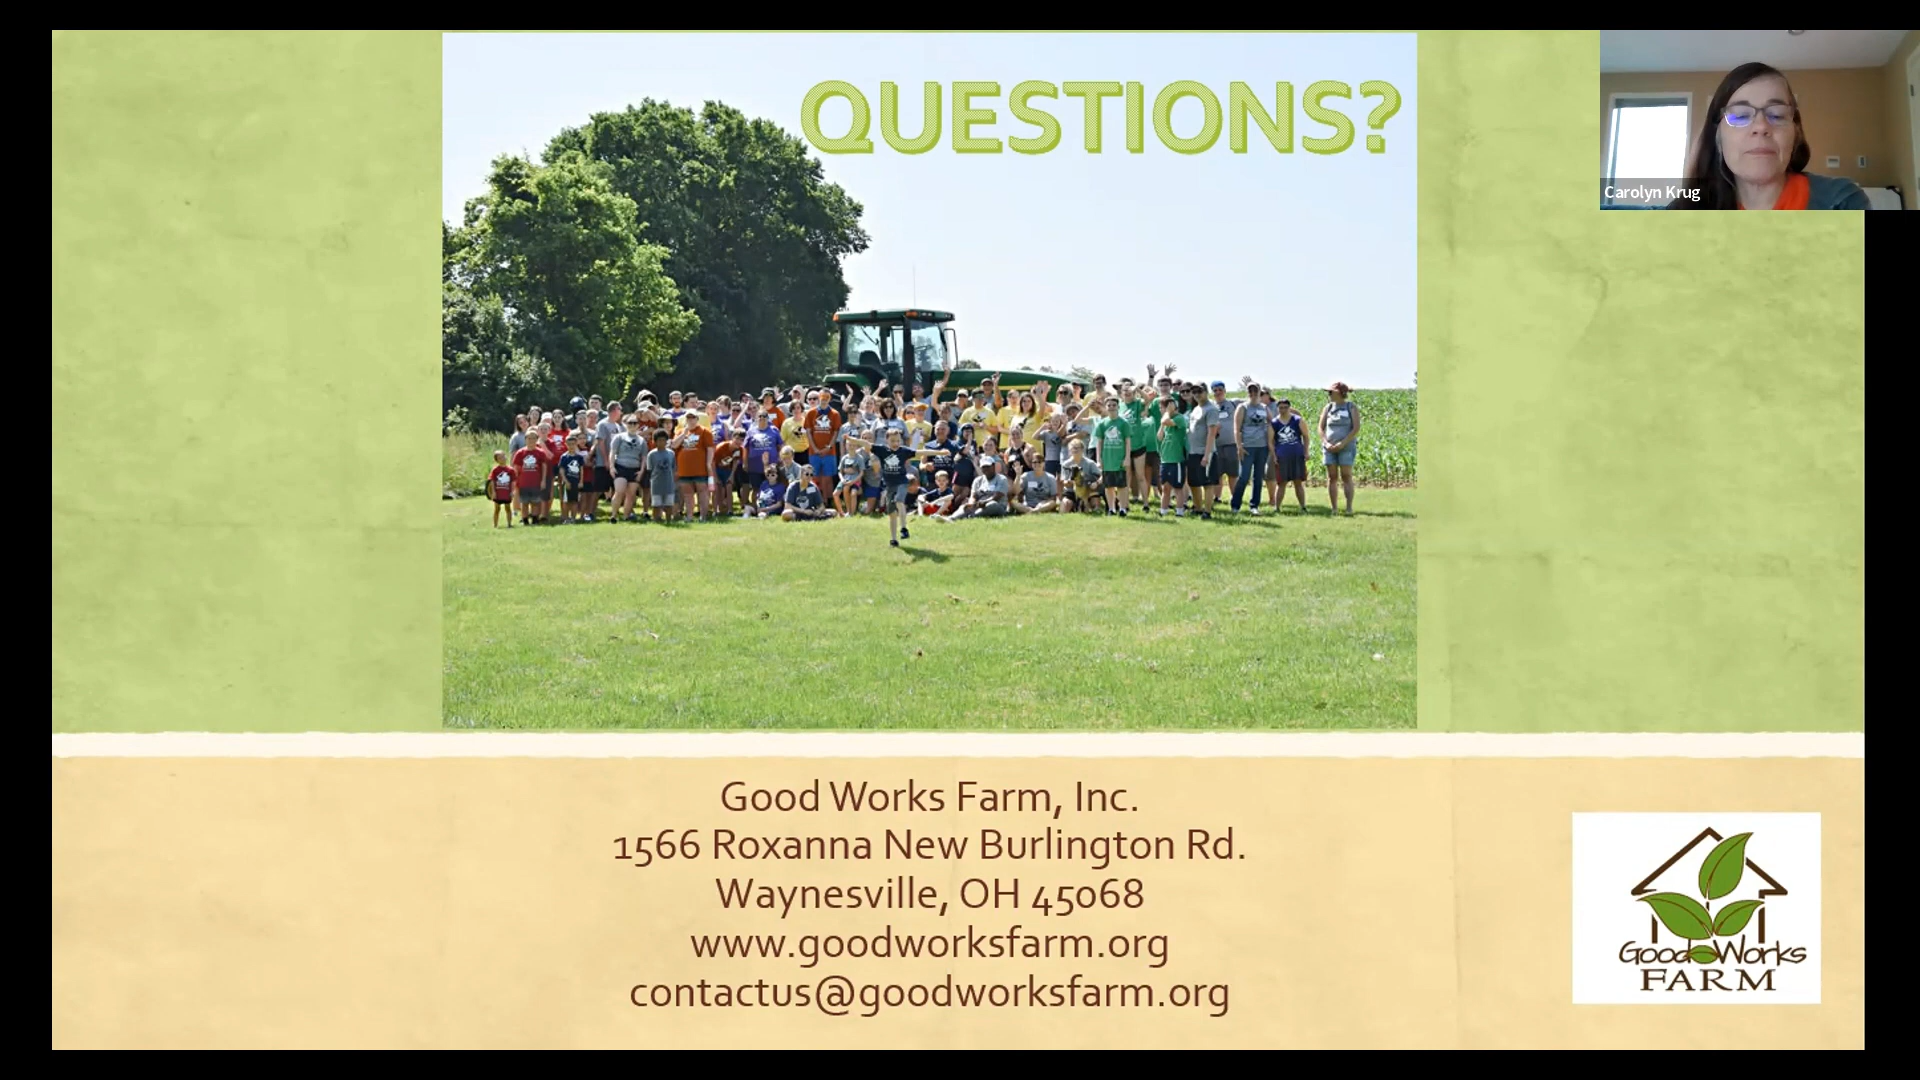 QUESTIONS?
Carolyn Krug
Good Works Farm, Inc.
1566 Roxanna New Burlington Rd.
Waynesville, OH 45068
www.goodworksfarm.org
contactus@goodworksfarm.org
Good Works
FARM